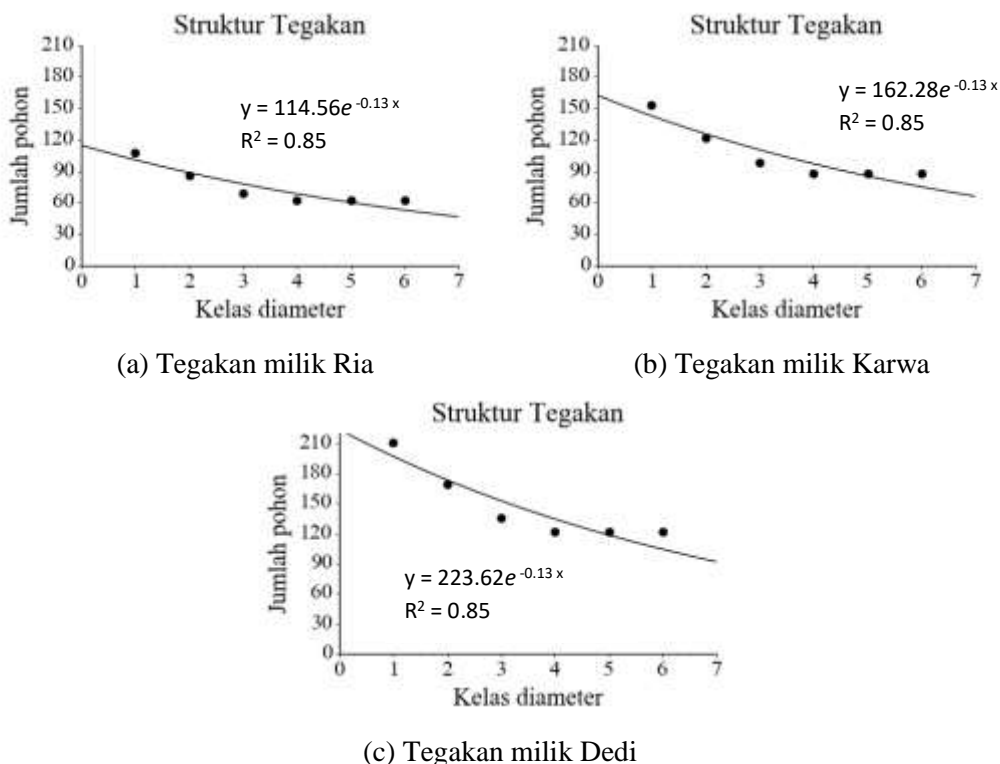 Struktur Tegakan
210
180
150
120
90
60
30
0
Jumlah pohon
y = 114.56e -0.13 x
R2 = 0.85
0 1 2 3 4 5 6 7
Kelas diameter
(a) Tegakan milik Ria
Struktur Tegakan
210
180
150
120
90
60
30
0
Jumlah pohon
y = 162.28e -0.13 x
R2 = 0.85
0 1 2 3 4 5 6 7
Kelas diameter
(b) Tegakan milik Karwa
Struktur Tegakan
210
180
150
120
90
60
30
0
Jumlah pohon
y = 223.62e -0.13 x
R2 = 0.85
0 1 2 3 4 5 6 7
Kelas diameter
(c) Tegakan milik Dedi